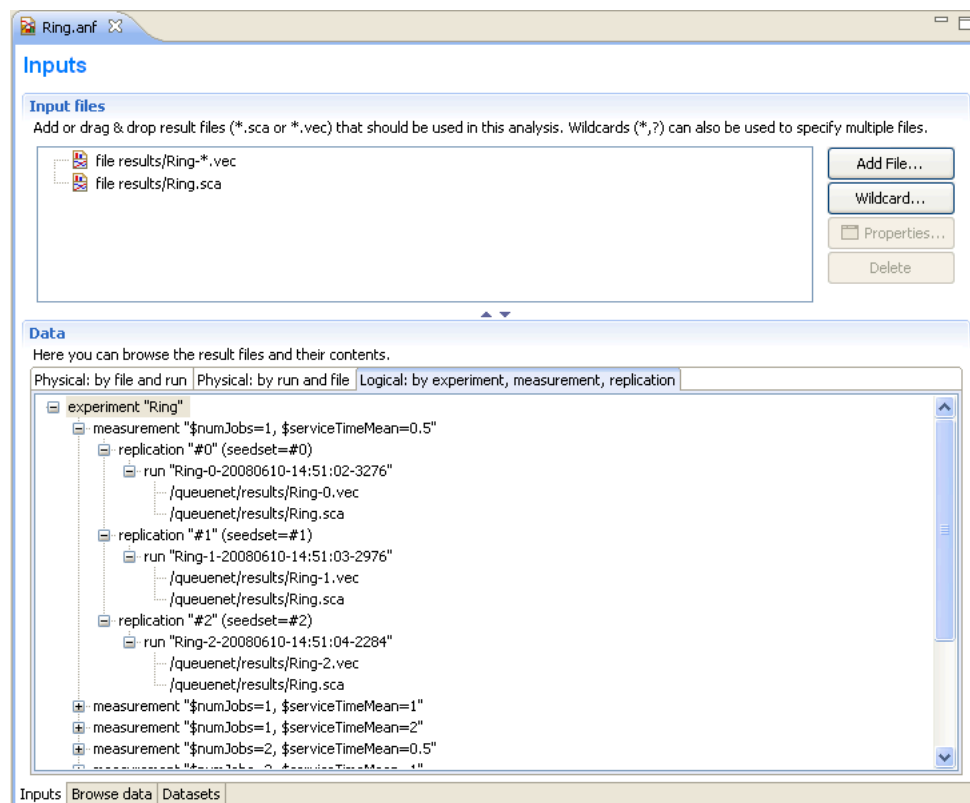 Ring.anf
Inputs
Input files
Add or drag & drop result files (*.sca or *.vec) that should be used in this analysis. Wildcards (*,?) can also be used to specify multiple files.
file results/Ring-*.vec
file results/Ring.sca
Add File...
Wildcard...
Properties...
Delete
Data
Here you can browse the result files and their contents.
Physical: by file and run Physical: by run and file Logical: by experiment, measurement, replication
experiment "Ring"
measurement "$numJobs=1, $serviceTimeMean=0.5"
replication "#0" (seedset=#0)
run "Ring-0-20080610-14:51:02-3276"
/queuenet/results/Ring-0.vec
/queuenet/results/Ring.sca
replication "#1" (seedset=#1)
run "Ring-1-20080610-14:51:03-2976"
/queuenet/results/Ring-1.vec
/queuenet/results/Ring.sca
replication "#2" (seedset=#2)
run "Ring-2-20080610-14:51:04-2284"
/queuenet/results/Ring-2.vec
/queuenet/results/Ring.sca
measurement "$numJobs=1, $serviceTimeMean=1"
measurement "$numJobs=1, $serviceTimeMean=2"
measurement "$numJobs=2, $serviceTimeMean=0.5"
Inputs Browse data Datasets